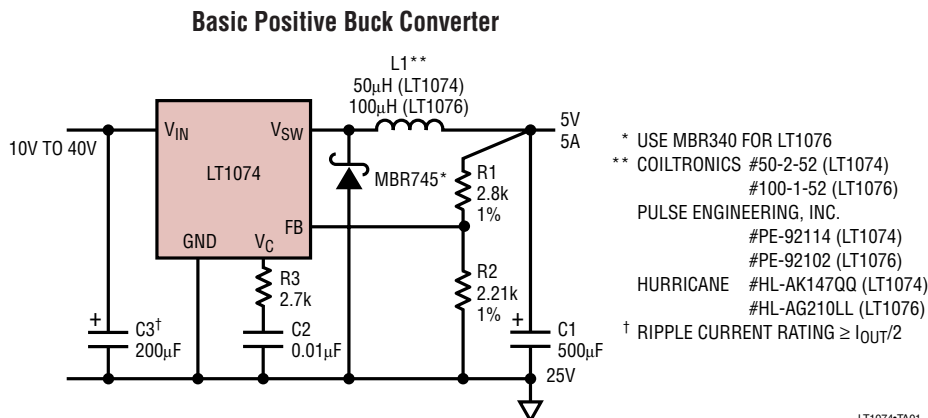 Basic Positive Buck Converter
L1**
50µH (LT1074)
100µH (LT1076)
10V TO 40V
VIN
VSW
LT1074
GND
VC
FB
MBR745*
R1
2.8k
1%
R2
2.21k
1%
R3
2.7k
C2
0.01µF
+
C3†
200µF
+
C1
500µF
25V
5V
5A
* USE MBR340 FOR LT1076
** COILTRONICS #50-2-52 (LT1074)
#100-1-52 (LT1076)
PULSE ENGINEERING, INC.
#PE-92114 (LT1074)
#PE-92102 (LT1076)
HURRICANE #HL-AK147QQ (LT1074)
#HL-AG210LL (LT1076)
† RIPPLE CURRENT RATING ≥ IOUT/2
LT1074•TA01